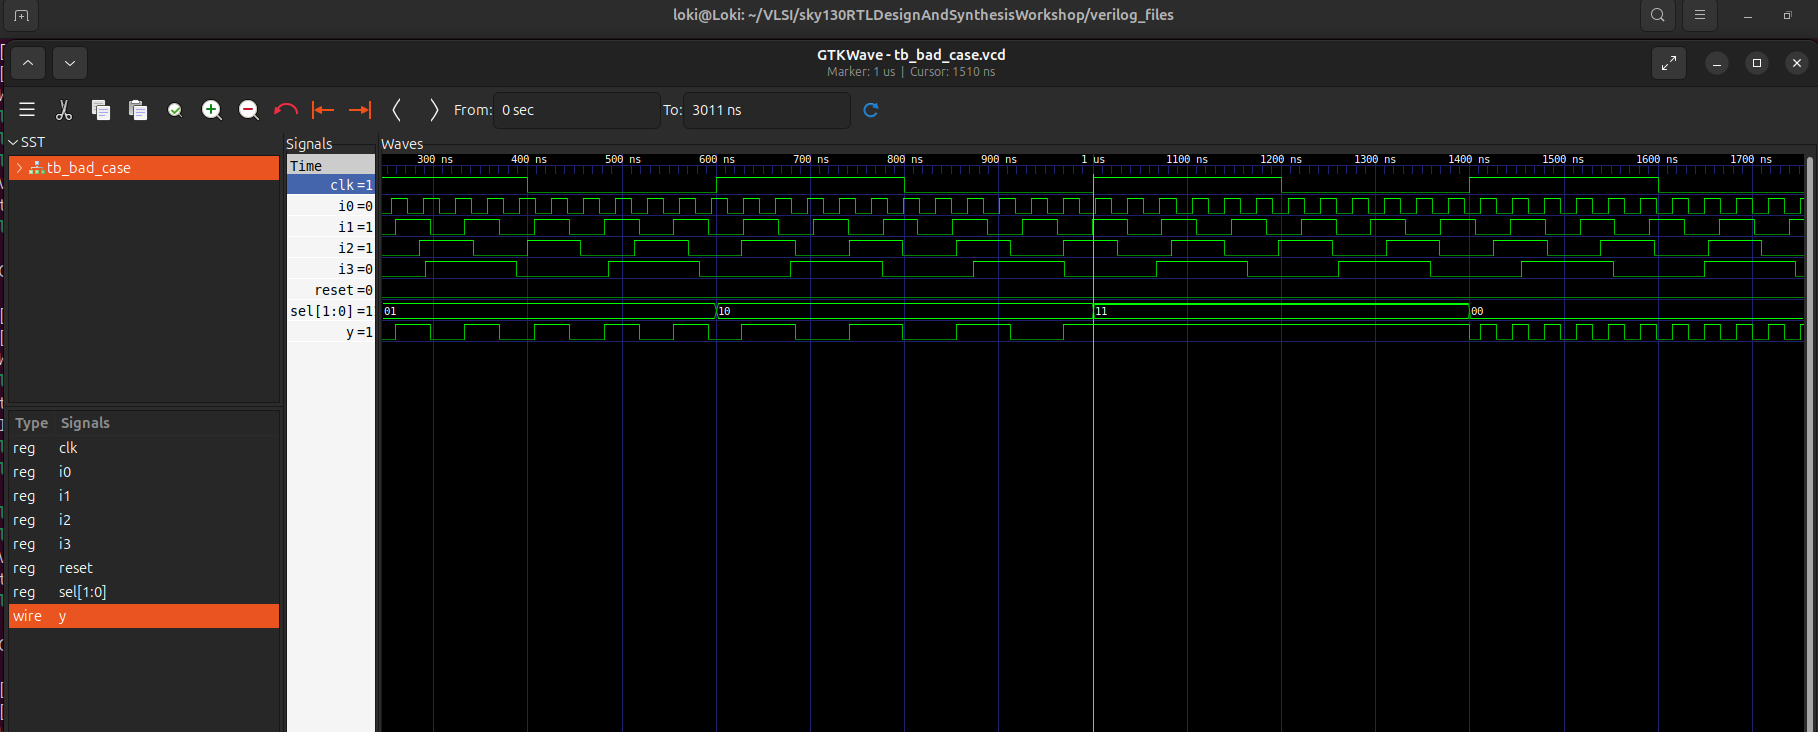 loki@Loki: ~/VLSI/sky130RTLDesignAndSynthesisWorkshop/verilog_files
GTKWave - tb_bad_case.vcd
Marker: 1 us | Cursor: 1510 ns
From: 0 sec To: 3011 ns
SST
tb_bad_case
Type Signals
reg clk
reg i0
reg i1
reg i2
reg i3
reg reset
reg sel[1:0]
wire y
Signals
Time
clk=1
i0=0
i1=1
i2=1
i3=0
reset=0
sel[1:0]=1
y=1
Waves
300 ns 400 ns 500 ns 600 ns 700 ns 800 ns 900 ns 1 us 1100 ns 1200 ns 1300 ns 1400 ns 1500 ns 1600 ns 1700 ns
01 10 11 00